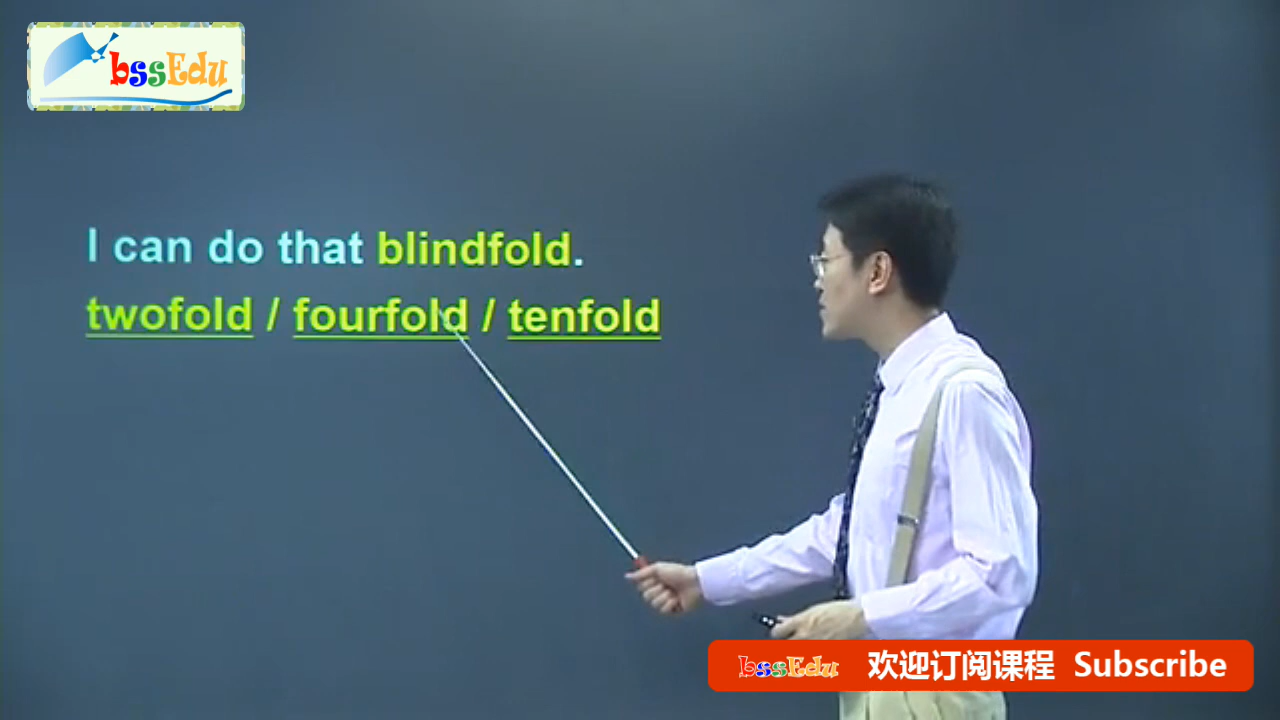 bssEdu
I can do that blindfold.
twofold / fourfold / tenfold
bssEdu 欢迎订阅课程 Subscribe